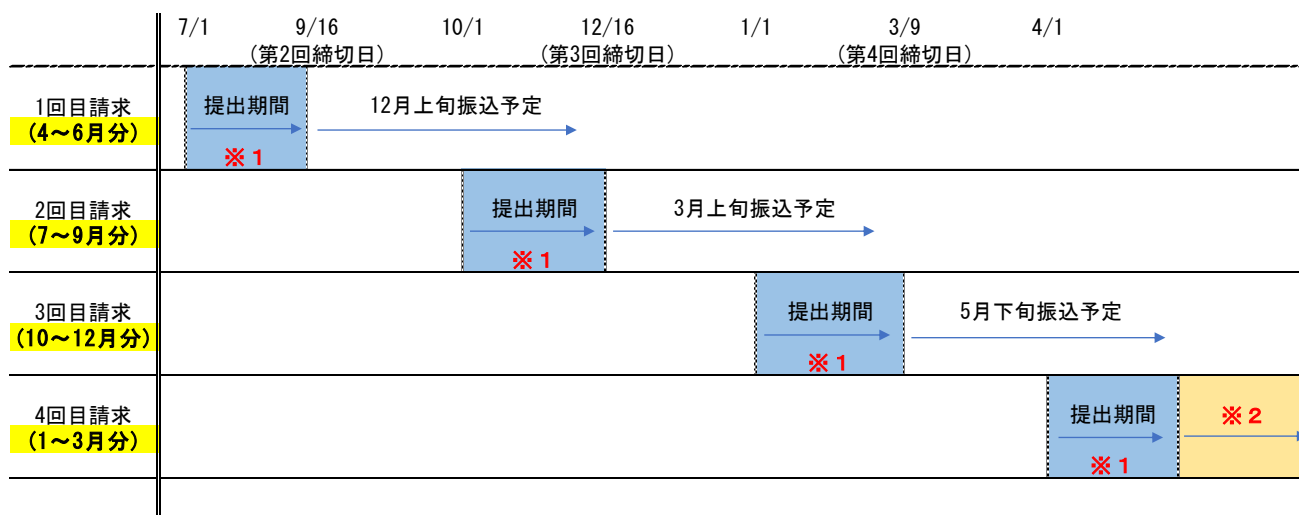 7/1 9/16 10/1 12/16 1/1 3/9 4/1
(第2回締切日) (第3回締切日) (第4回締切日)
1回目請求
(4～6月分)
提出期間
※1
12月上旬振込予定
2回目請求
(7～9月分)
提出期間
※1
3月上旬振込予定
3回目請求
(10～12月分)
提出期間
※1
5月下旬振込予定
4回目請求
(1～3月分)
提出期間
※1
※2